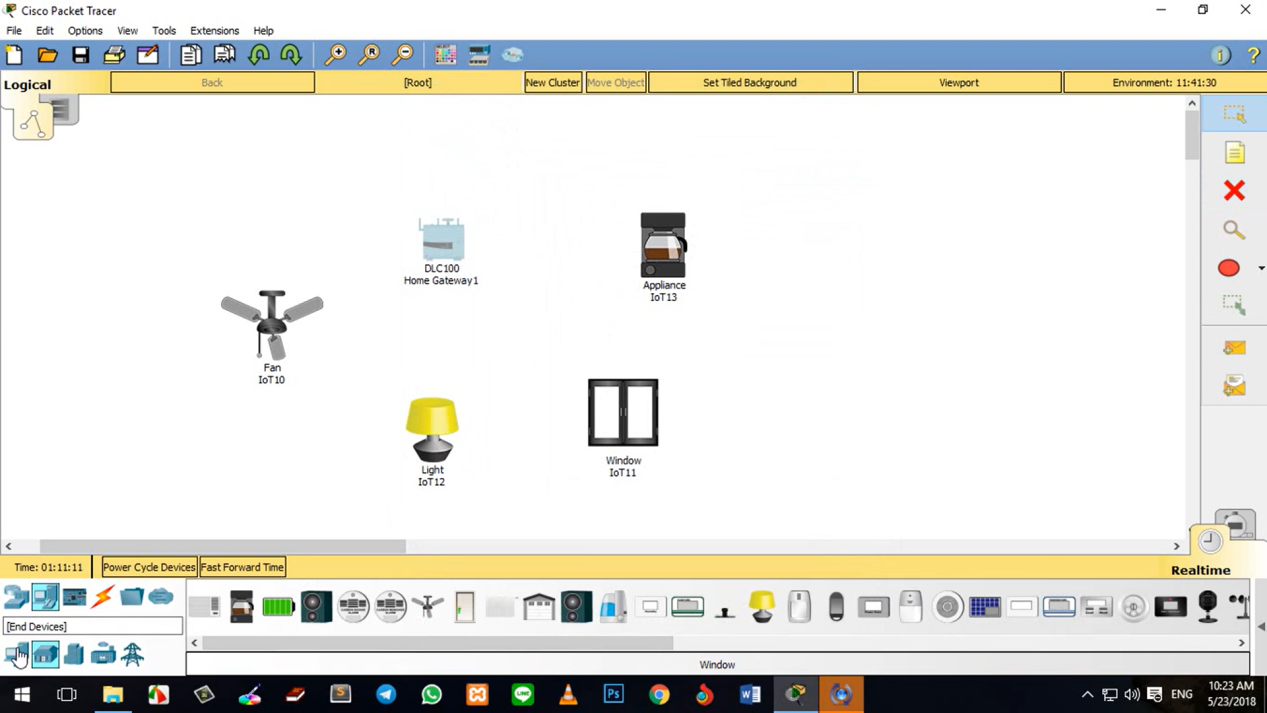 Cisco Packet Tracer
File Edit Options View Tools Extensions Help
Logical Back [Root] New Cluster Move Object Set Tiled Background Viewport Environment: 11:41:30
DLC100
Home Gateway1
Appliance
IoT13
Fan
IoT10
Light
IoT12
Window
IoT11
Time: 01:11:11 Power Cycle Devices Fast Forward Time
Realtime
[End Devices]
Window
ENG
10:23 AM
5/23/2018